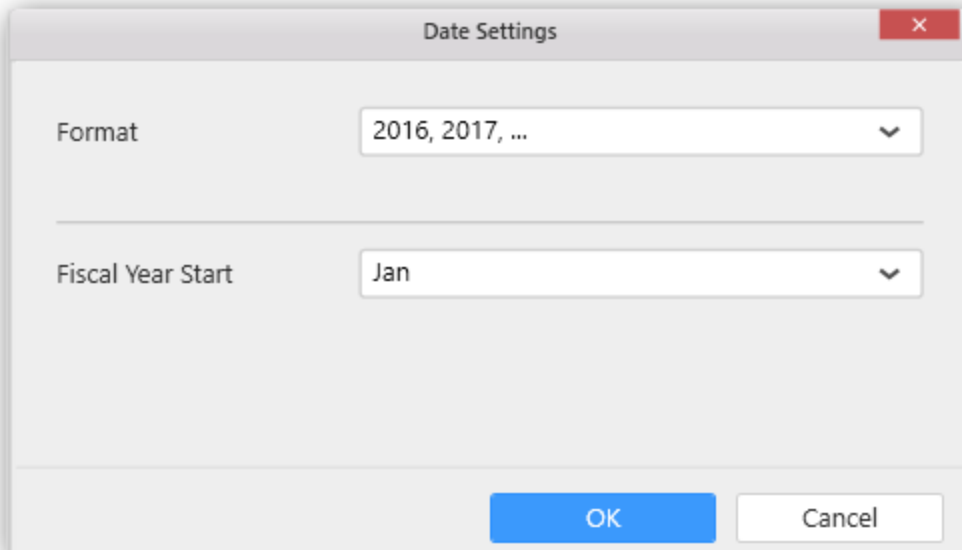 Date Settings
Format
2016, 2017, ...
Fiscal Year Start
Jan
OK
Cancel